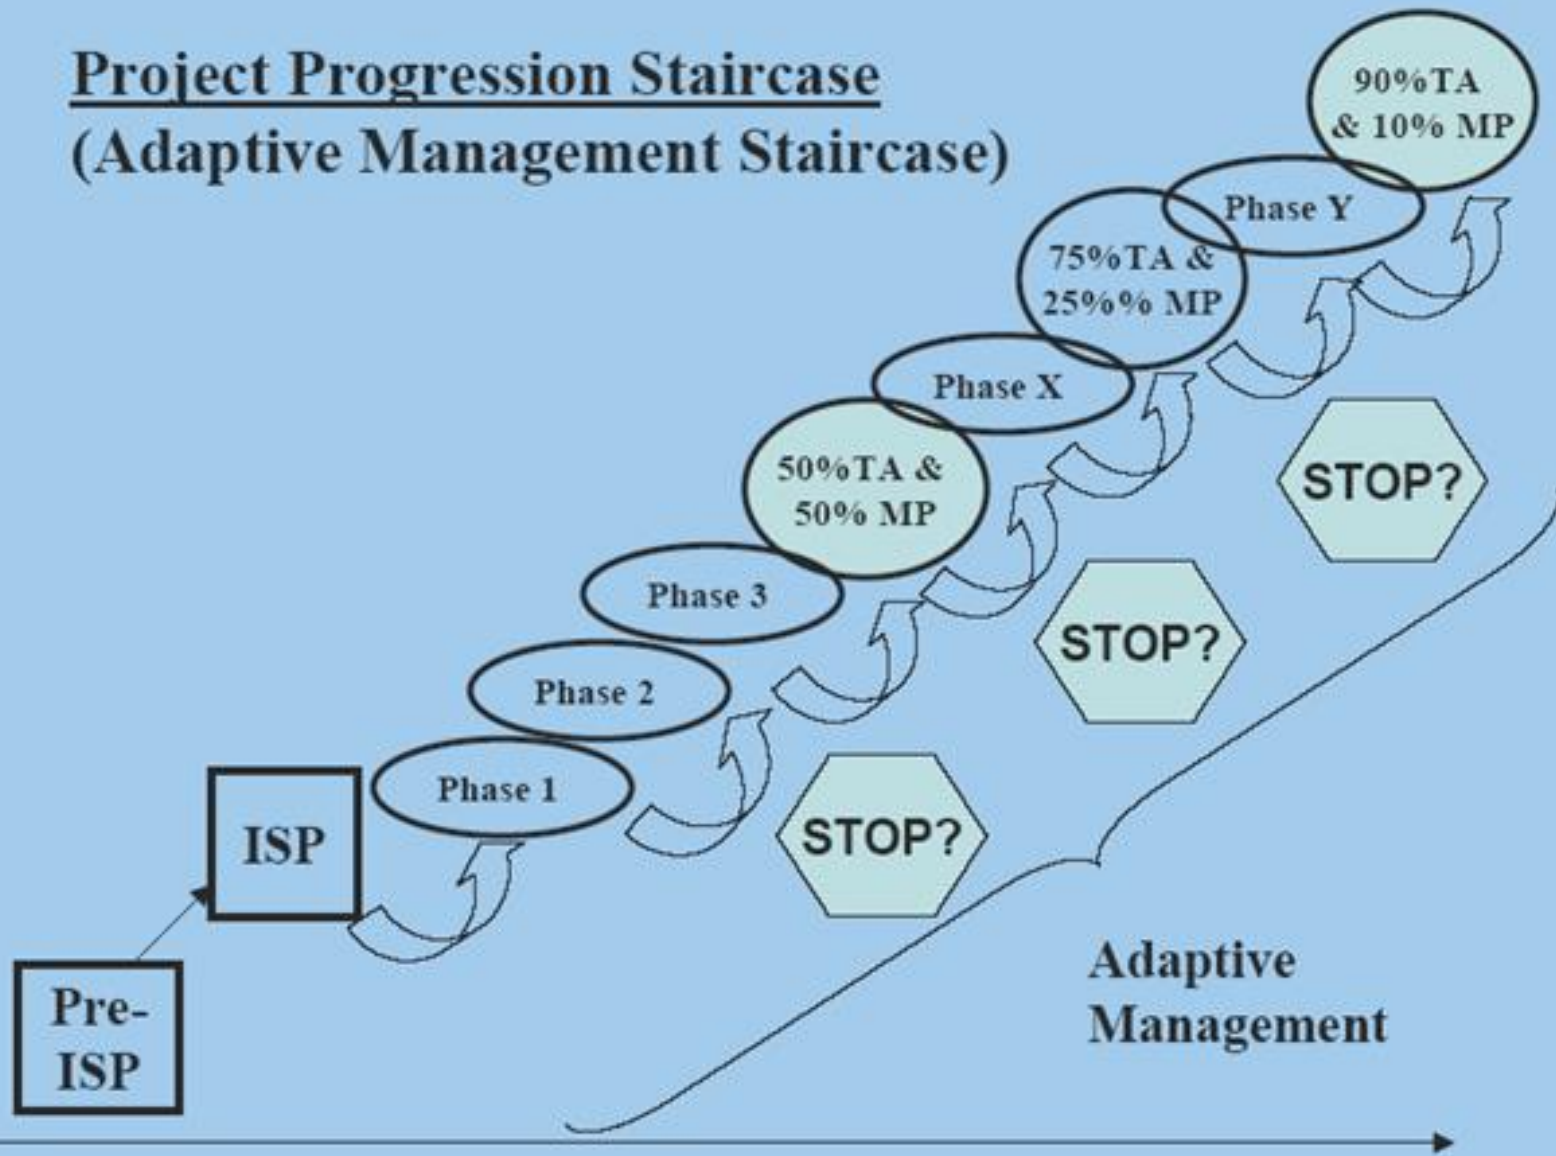 Project Progression Staircase
(Adaptive Management Staircase)
90%TA
& 10% MP
Phase Y
75%TA &
25%% MP
Phase X
50%TA &
50% MP
Phase 3
Phase 2
Phase 1
ISP
Pre-
ISP
STOP?
STOP?
STOP?
Adaptive
Management